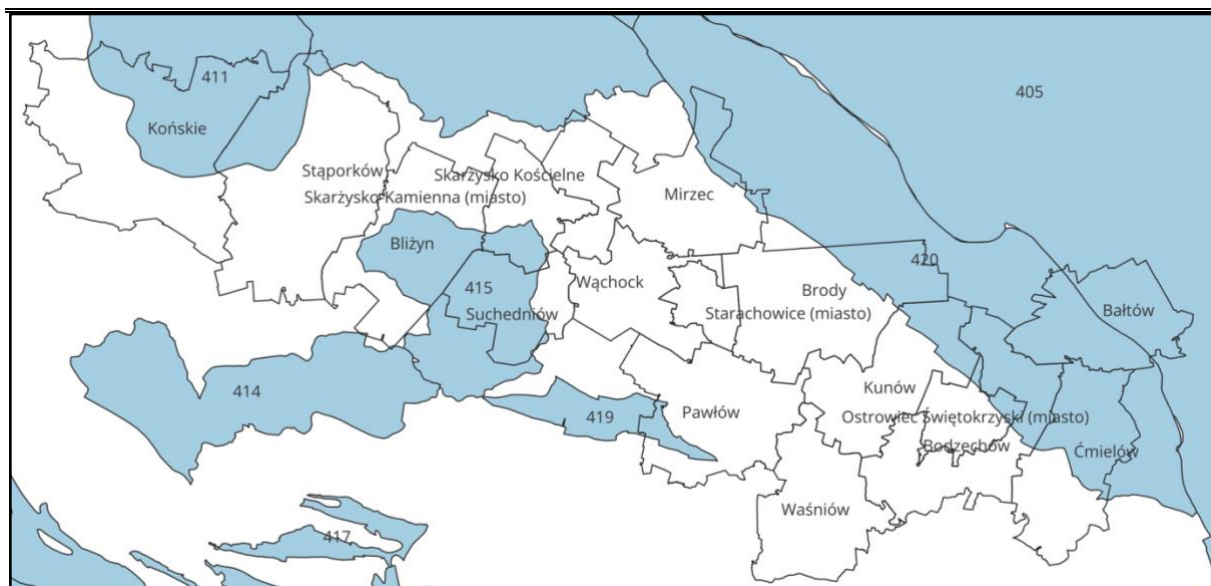 411
405
Końskie
Stąporków
Skarżysko Kościelne
Skarżysko-Kamienna (miasto)
Mirzec
Bliżyn
420
415
Wąchock
Brody
Bałtów
Suchedniów
Starachowice (miasto)
414
Kunów
419
Pawłów
Ostrowiec Świętokrzyski (miasto)
Bodzechów
Ćmielów
Waśniów
417